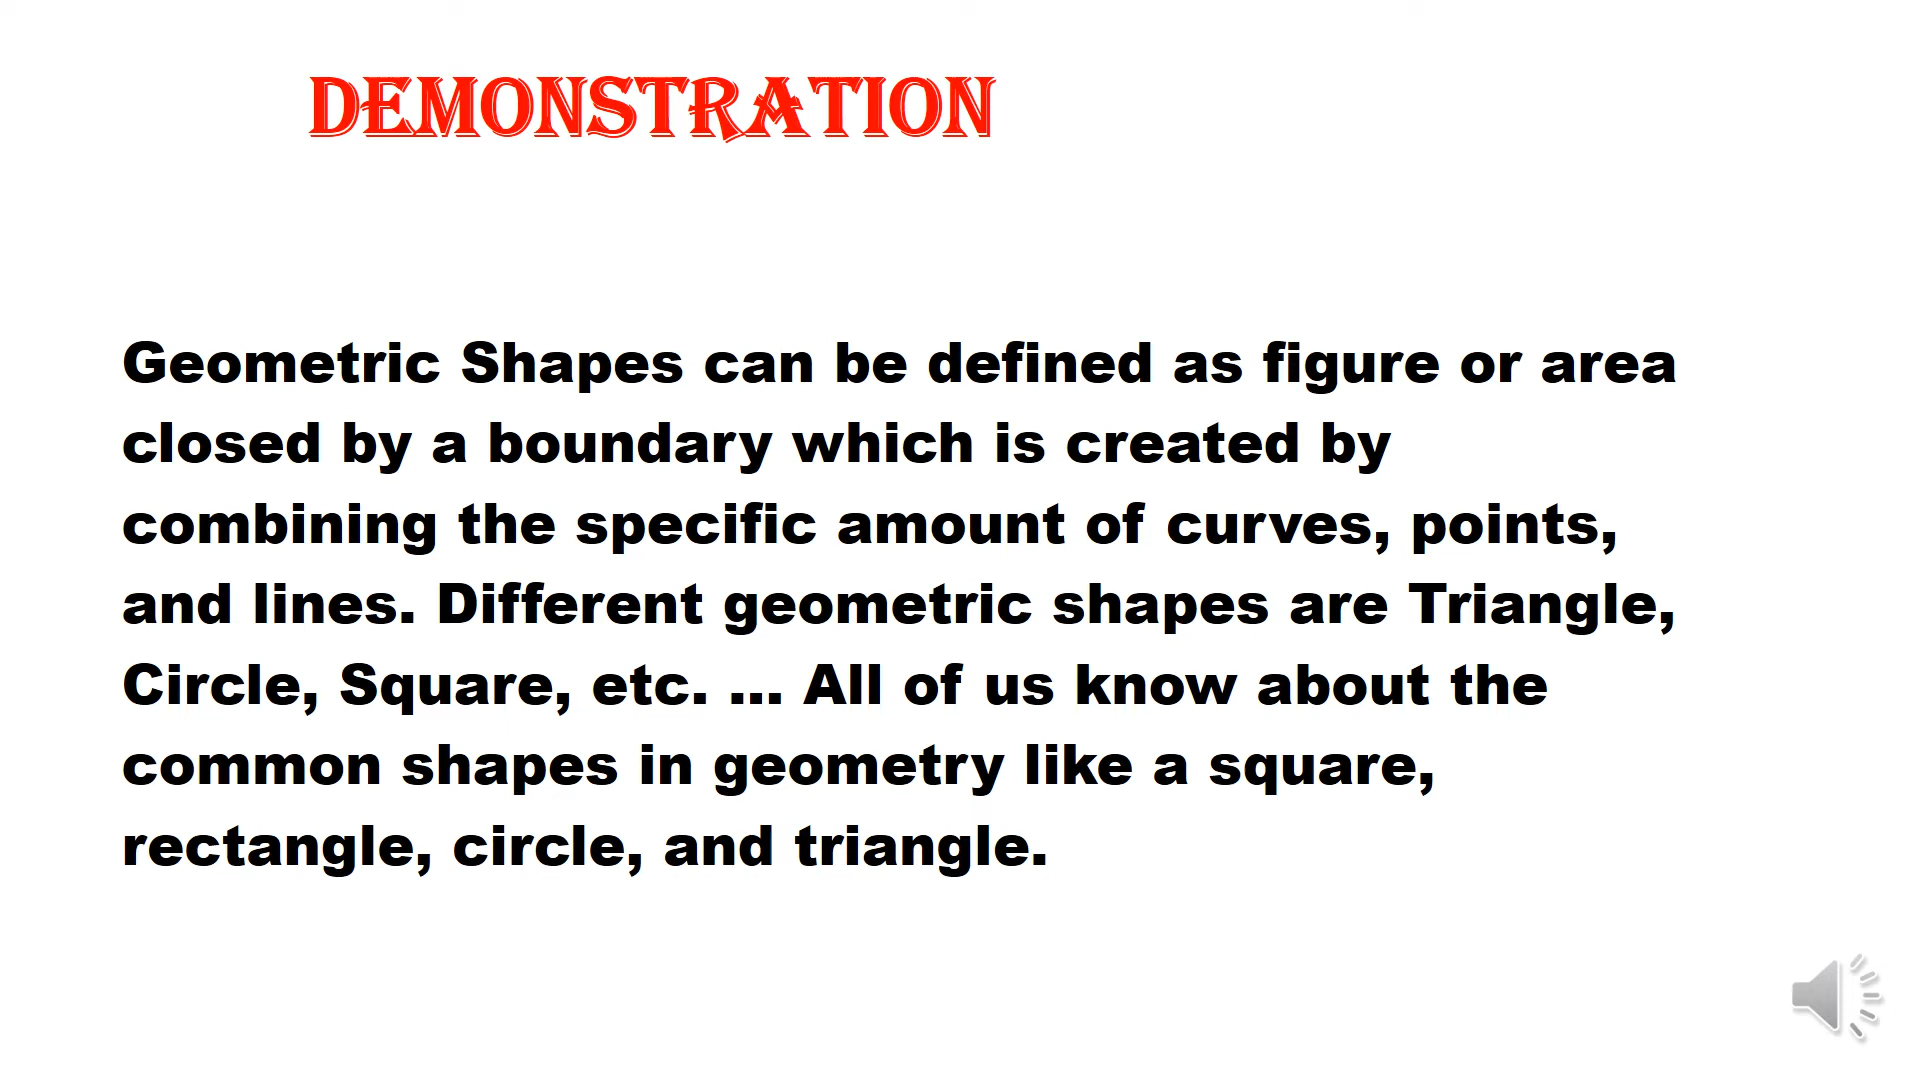 DEMONSTRATION
Geometric Shapes can be defined as figure or area
closed by a boundary which is created by
combining the specific amount of curves, points,
and lines. Different geometric shapes are Triangle,
Circle, Square, etc. ... All of us know about the
common shapes in geometry like a square,
rectangle, circle, and triangle.